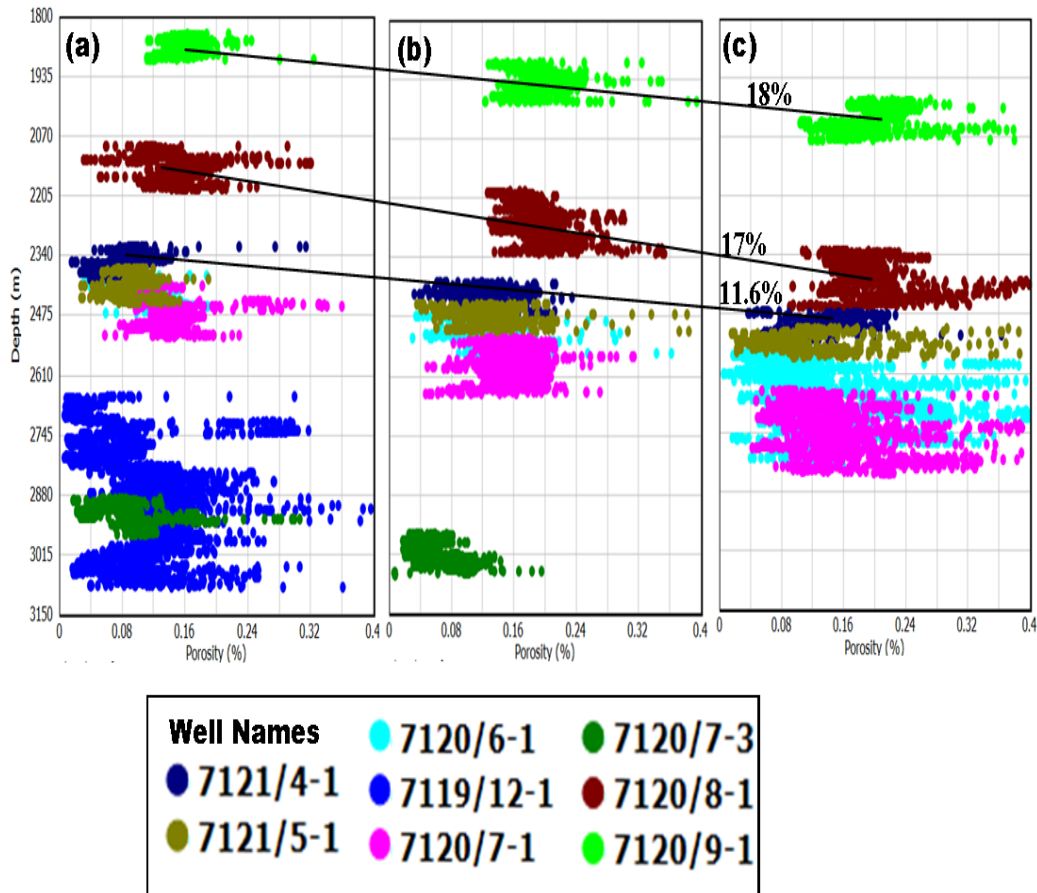 (a) (b) (c)
Depth (m)
1800
1935
2070
2205
2340
2475
2610
2745
2880
3015
3150
18%
17%
11.6%
0 0.08 0.16 0.24 0.32 0.4
Porosity (%)
0.08 0.16 0.24 0.32 0.4
Porosity (%)
0 0.08 0.16 0.24 0.32 0.4
Porosity (%)
Well Names
7121/4-1
7121/5-1
7120/6-1
7119/12-1
7120/7-1
7120/7-3
7120/8-1
7120/9-1